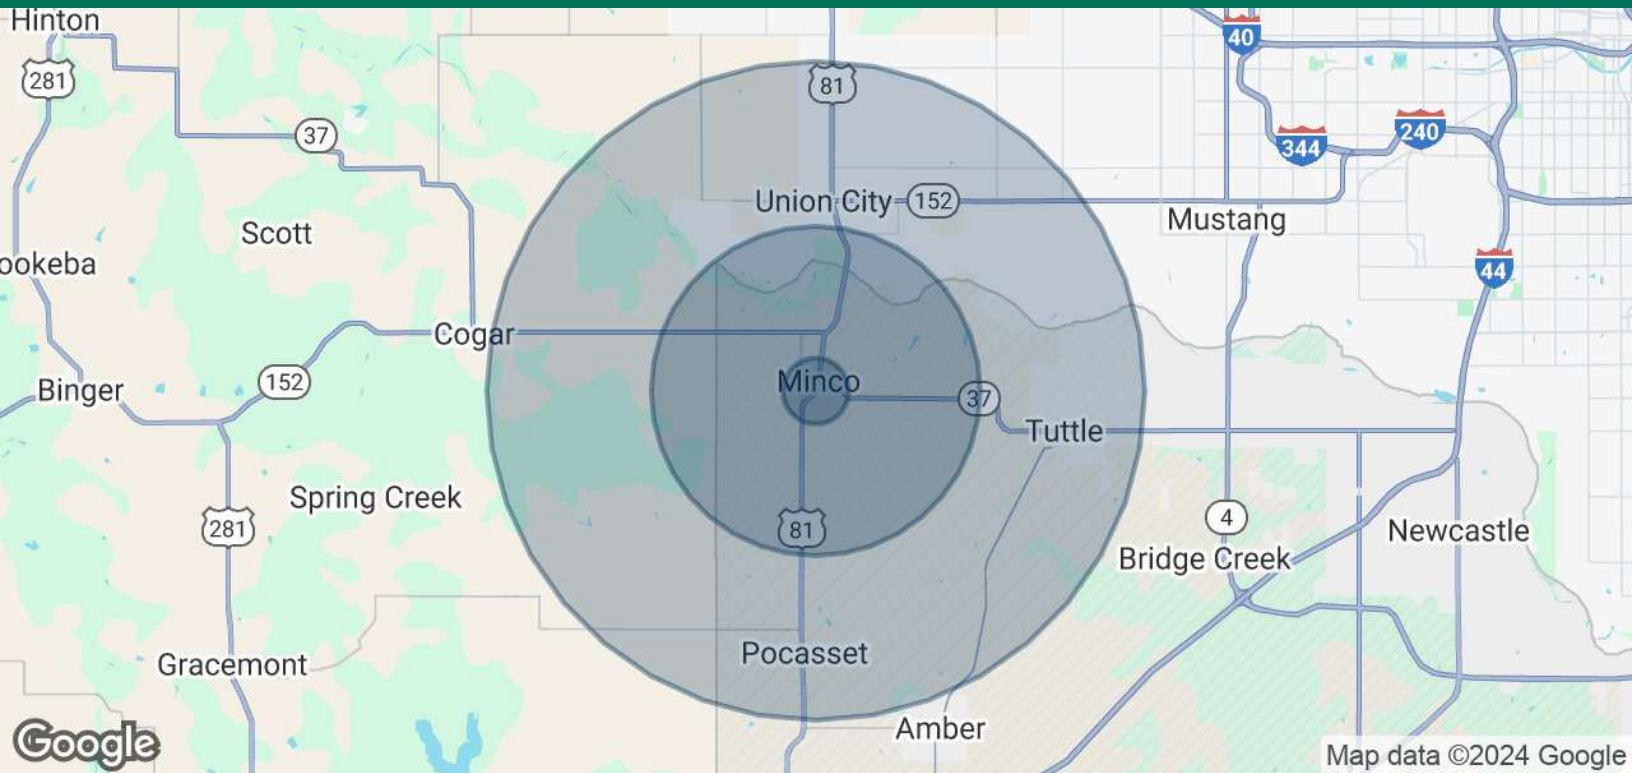 Hinton
40
281
81
37
240
344
Union City
152
Mustang
Scott
ookeba
44
Cogar
Minco
152
Binger
37
Tuttle
Spring Creek
4
281
81
Newcastle
Bridge Creek
Pocasset
Gracemont
Amber
Google
Map data ©2024 Google